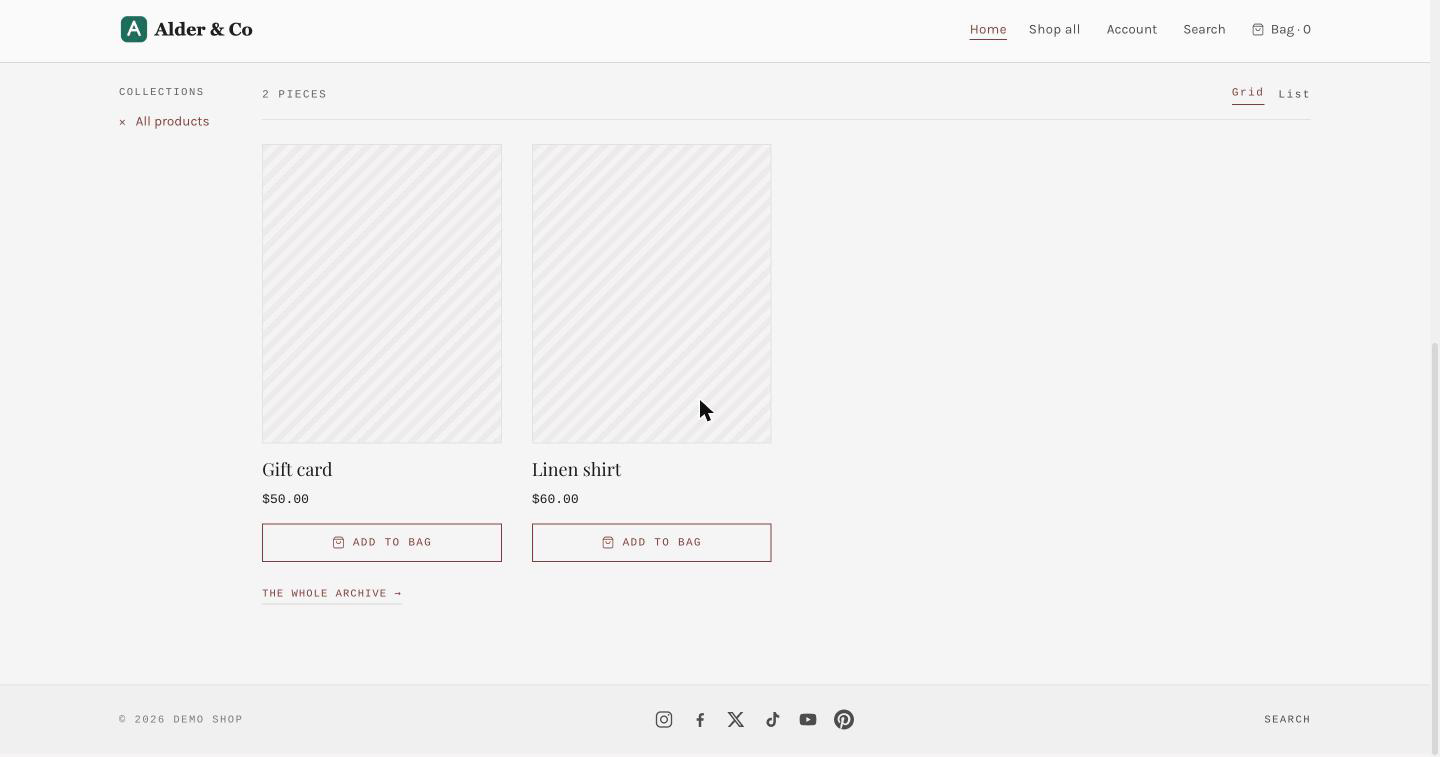 A Alder & Co
Home Shop all Account Search Bag · 0
COLLECTIONS
× All products
2 PIECES
Grid List
Gift card
$50.00
ADD TO BAG
Linen shirt
$60.00
ADD TO BAG
THE WHOLE ARCHIVE →
© 2026 DEMO SHOP
SEARCH